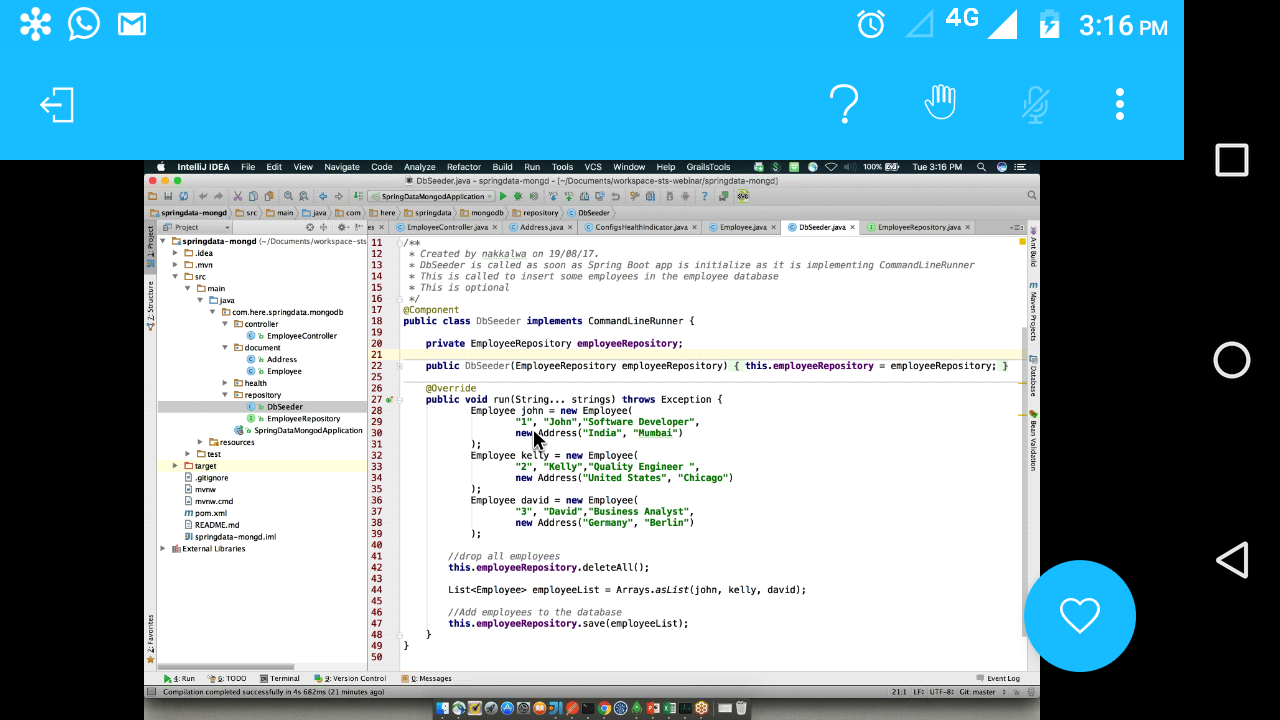 4G 3:16 PM
IntelliJ IDEA File Edit View Navigate Code Analyze Refactor Build Run Tools VCS Window Help GrailsTools 100% Tue 3:16 PM
DbSeeder.java - springdata-mongd - [~/Documents/workspace-sts-webinar/springdata-mongd]
SpringDataMongodApplication
springdata-mongd src main java com here springdata mongodb repository DbSeeder
Project
EmployeeController.java Address.java ConfigsHealthIndicator.java Employee.java DbSeeder.java EmployeeRepository.java
springdata-mongd (~/Documents/workspace-sts
.idea
.mvn
src
main
java
com.here.springdata.mongodb
controller
EmployeeController
document
Address
Employee
health
repository
DbSeeder
EmployeeRepository
SpringDataMongodApplication
resources
test
target
.gitignore
mvnw
mvnw.cmd
pom.xml
README.md
springdata-mongd.iml
External Libraries
1: Project
7: Structure
2: Favorites
11 /**
12 * Created by nakkalwa on 19/08/17.
13 * DbSeeder is called as soon as Spring Boot app is initialize as it is implementing CommandLineRunner
14 * This is called to insert some employees in the employee database
15 * This is optional
16 */
17 @Component
18 public class DbSeeder implements CommandLineRunner {
19
20 private EmployeeRepository employeeRepository;
21
22 public DbSeeder(EmployeeRepository employeeRepository) { this.employeeRepository = employeeRepository; }
25
26 @Override
27 public void run(String... strings) throws Exception {
28 Employee john = new Employee(
29 "1", "John","Software Developer",
30 new Address("India", "Mumbai")
31 );
32 Employee kelly = new Employee(
33 "2", "Kelly","Quality Engineer ",
34 new Address("United States", "Chicago")
35 );
36 Employee david = new Employee(
37 "3", "David","Business Analyst",
38 new Address("Germany", "Berlin")
39 );
40
41 //drop all employees
42 this.employeeRepository.deleteAll();
43
44 List<Employee> employeeList = Arrays.asList(john, kelly, david);
45
46 //Add employees to the database
47 this.employeeRepository.save(employeeList);
48 }
49 }
50
Ant Build
Maven Projects
Database
Bean Validation
4: Run 6: TODO Terminal 9: Version Control 0: Messages Event Log
Compilation completed successfully in 4s 682ms (21 minutes ago) 21:1 LF÷ UTF-8÷ Git: master